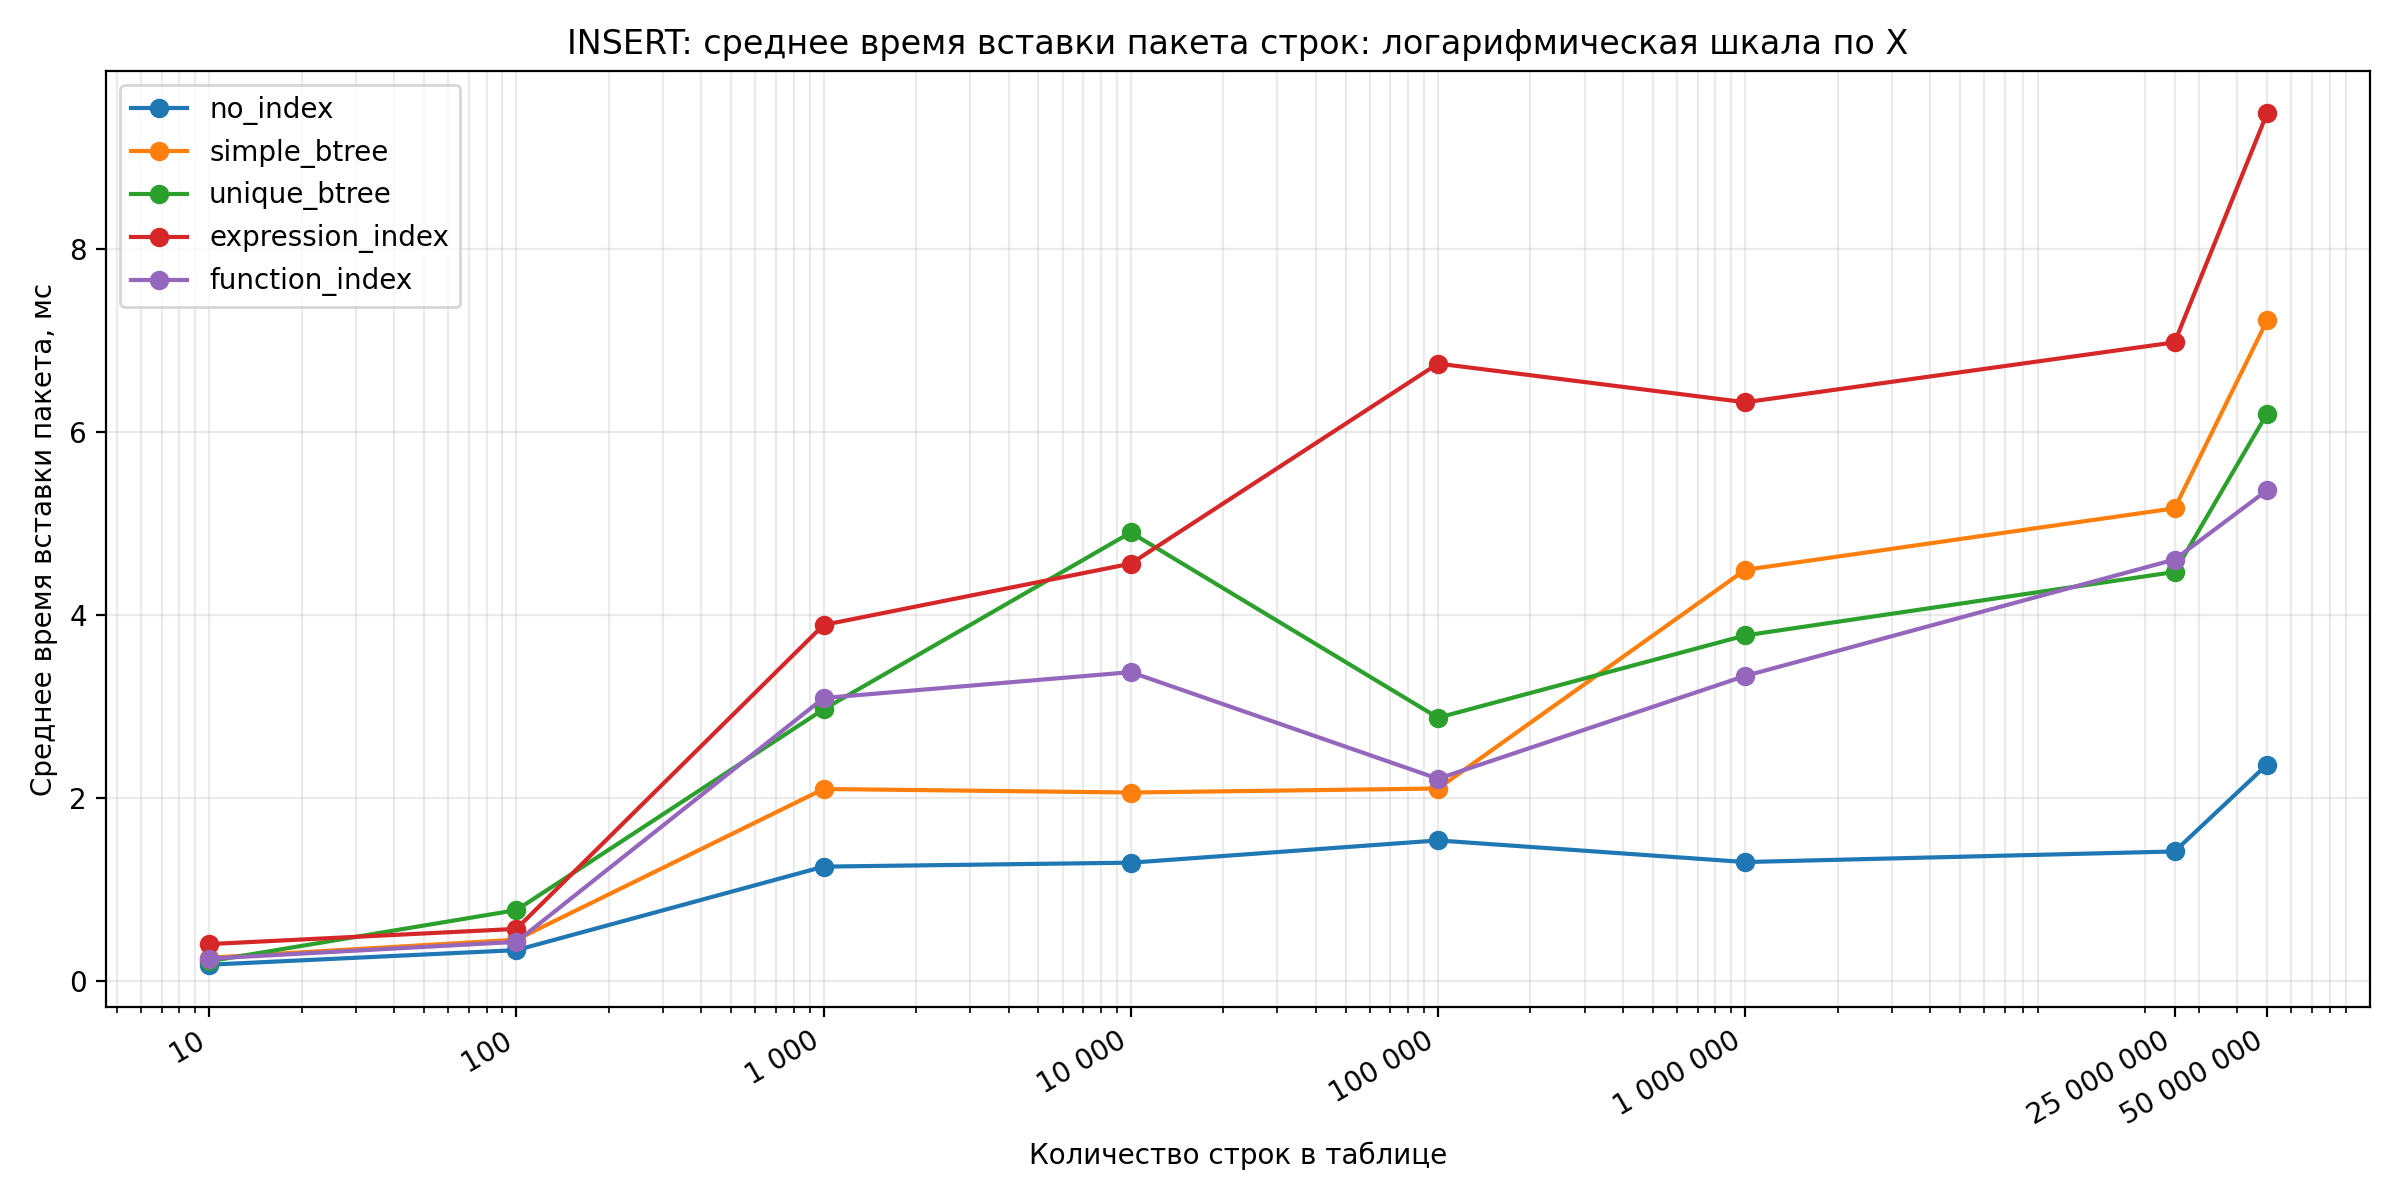 INSERT: среднее время вставки пакета строк: логарифмическая шкала по X
no_index
simple_btree
unique_btree
expression_index
function_index
Среднее время вставки пакета, мс
8
6
4
2
0
10
100
1 000
10 000
100 000
1 000 000
25 000 000
50 000 000
Количество строк в таблице